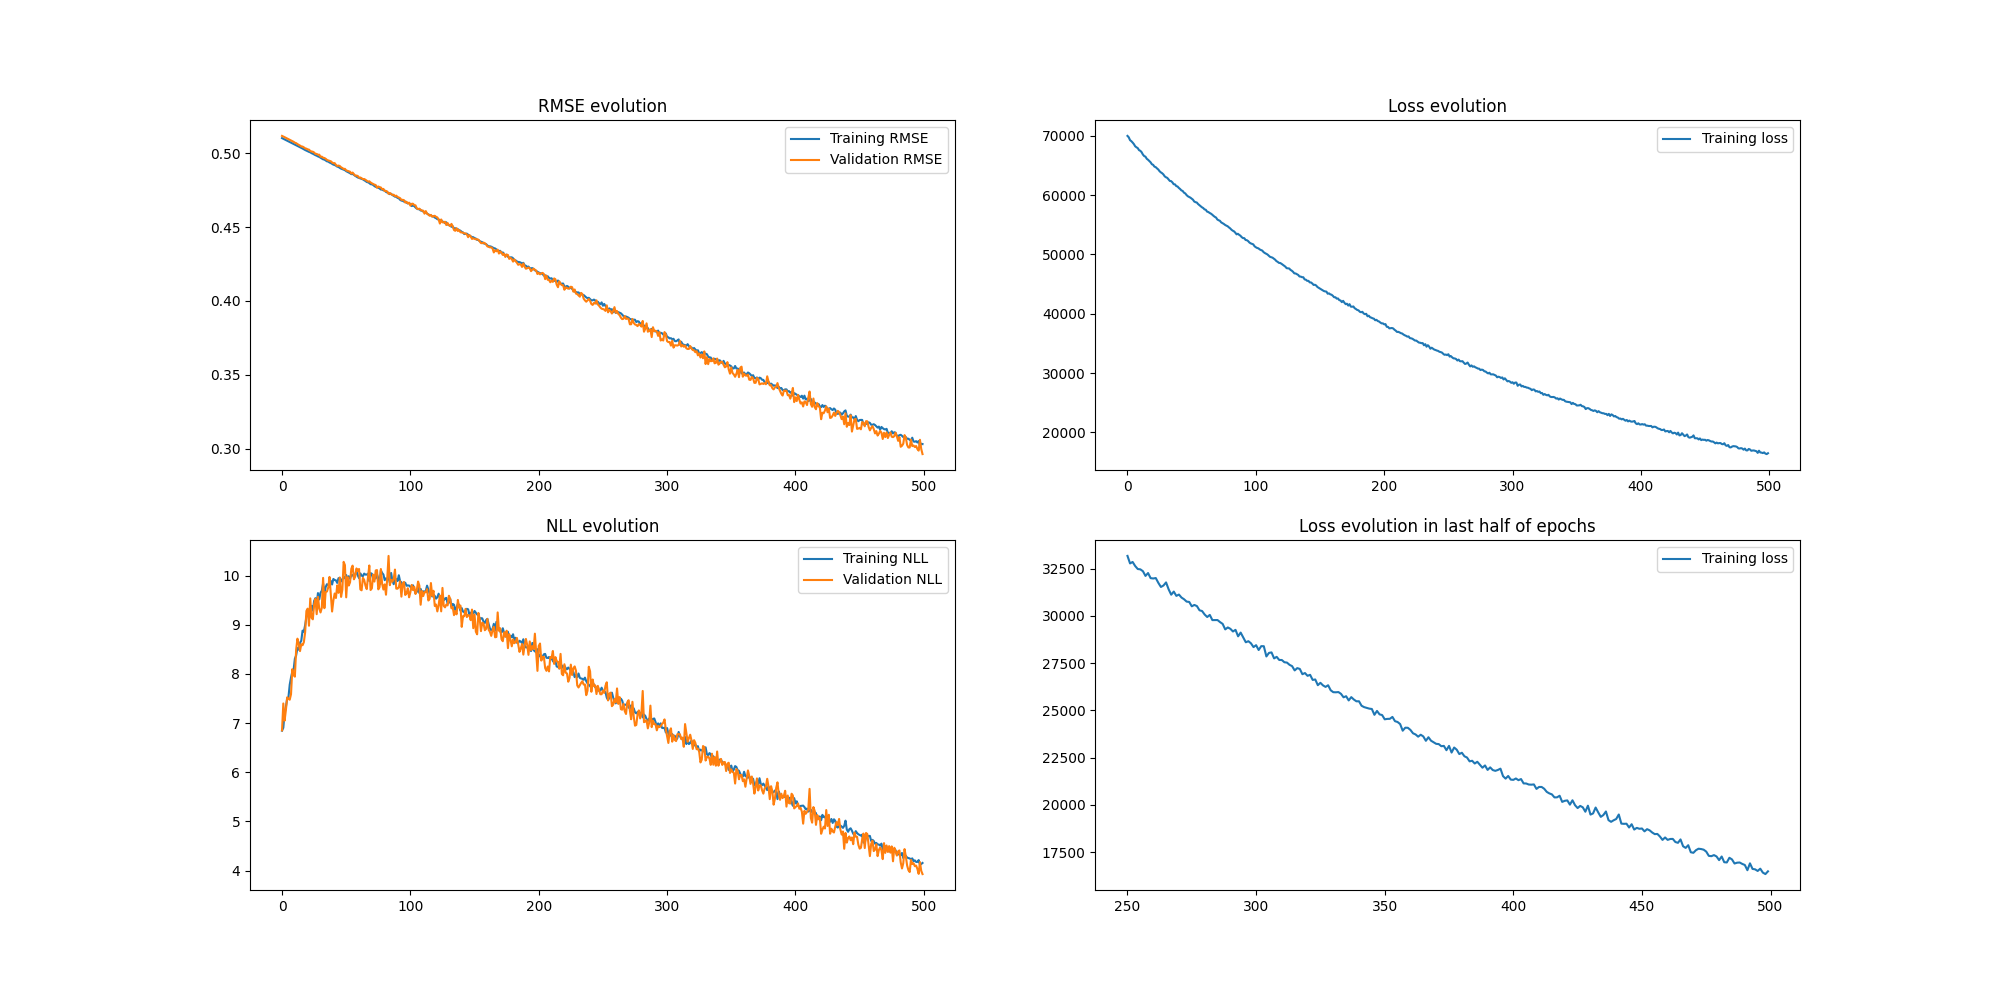 RMSE evolution
Training RMSE
Validation RMSE
0.50
0.45
0.40
0.35
0.30
0 100 200 300 400 500
Loss evolution
Training loss
70000
60000
50000
40000
30000
20000
0 100 200 300 400 500
NLL evolution
Training NLL
Validation NLL
10
9
8
7
6
5
4
0 100 200 300 400 500
Loss evolution in last half of epochs
Training loss
32500
30000
27500
25000
22500
20000
17500
250 300 350 400 450 500